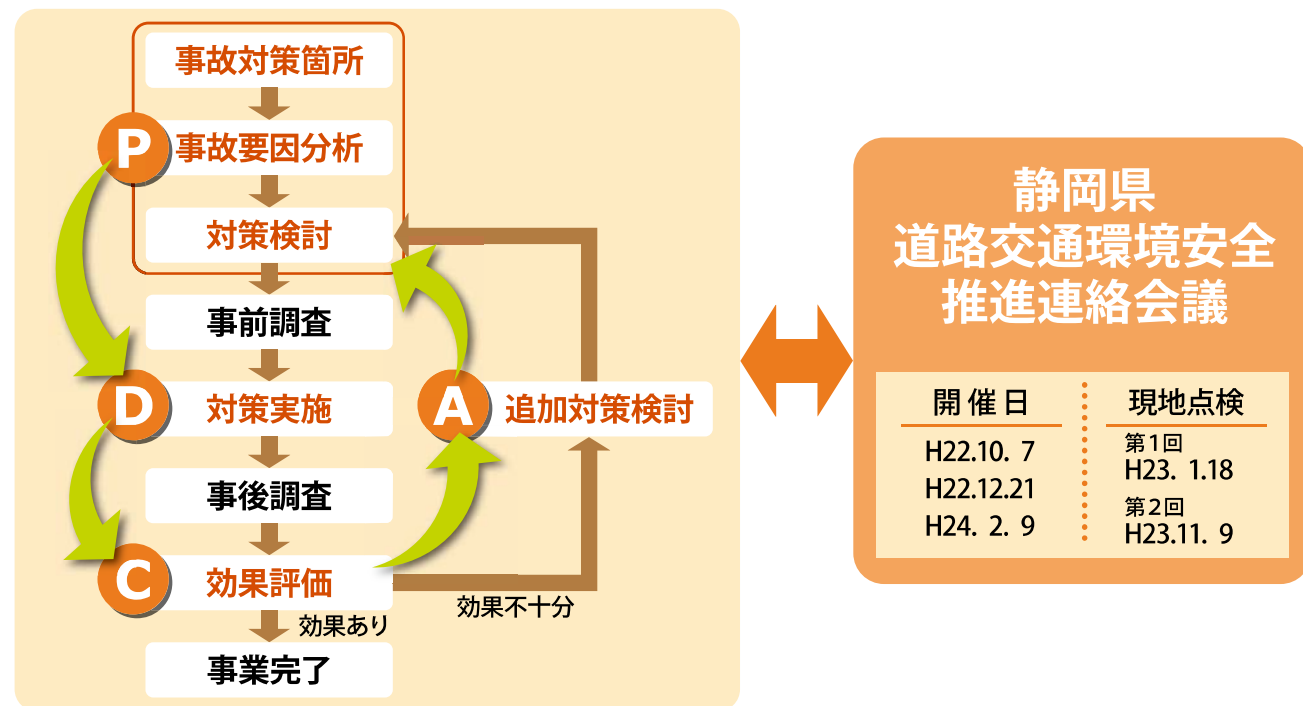 事故対策箇所
P
事故要因分析
対策検討
事前調査
D
対策実施
A
追加対策検討
事後調査
C
効果評価
効果不十分
効果あり
事業完了
静岡県
道路交通環境安全
推進連絡会議
開催日
H22.10. 7
H22.12.21
H24. 2. 9
現地点検
第1回
H23. 1.18
第2回
H23.11. 9